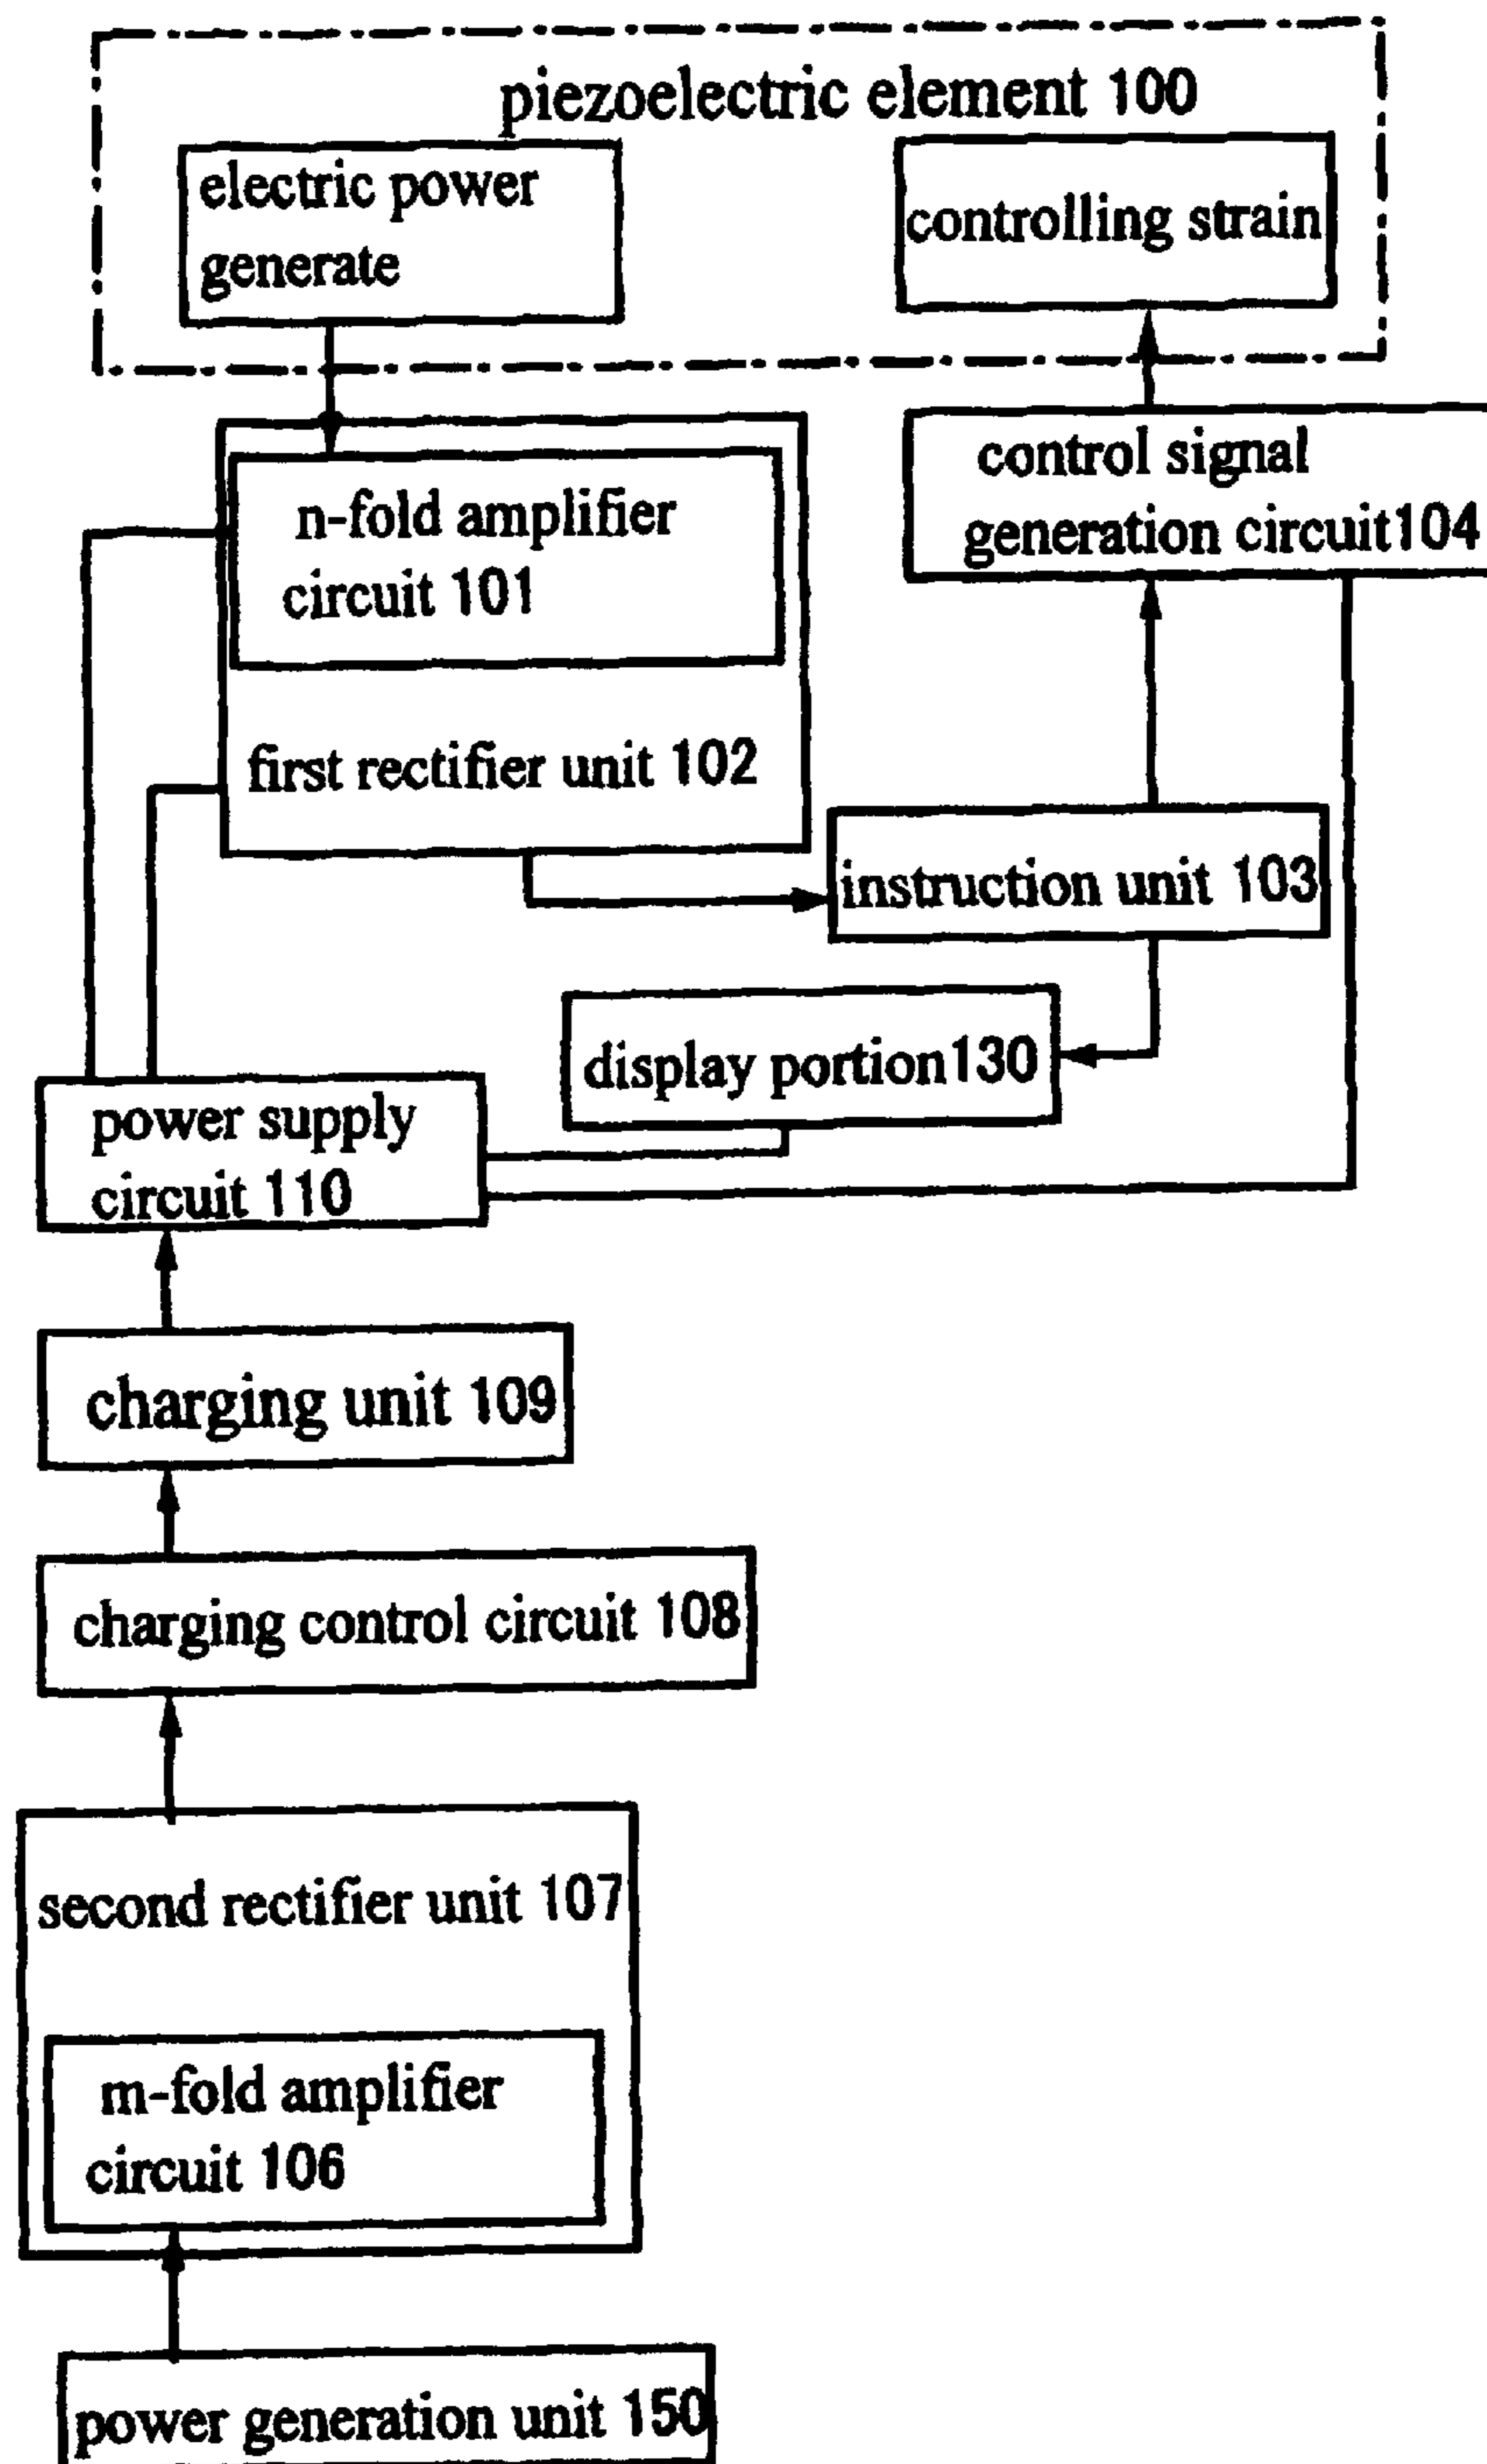 piezoelectric element 100
electric power
generate
controlling strain
n-fold amplifier
circuit 101
first rectifier unit 102
control signal
generation circuit104
instruction unit 103
display portion130
power supply
circuit 110
charging unit 109
charging control circuit 108
second rectifier unit 107
m-fold amplifier
circuit 106
power generation unit 150